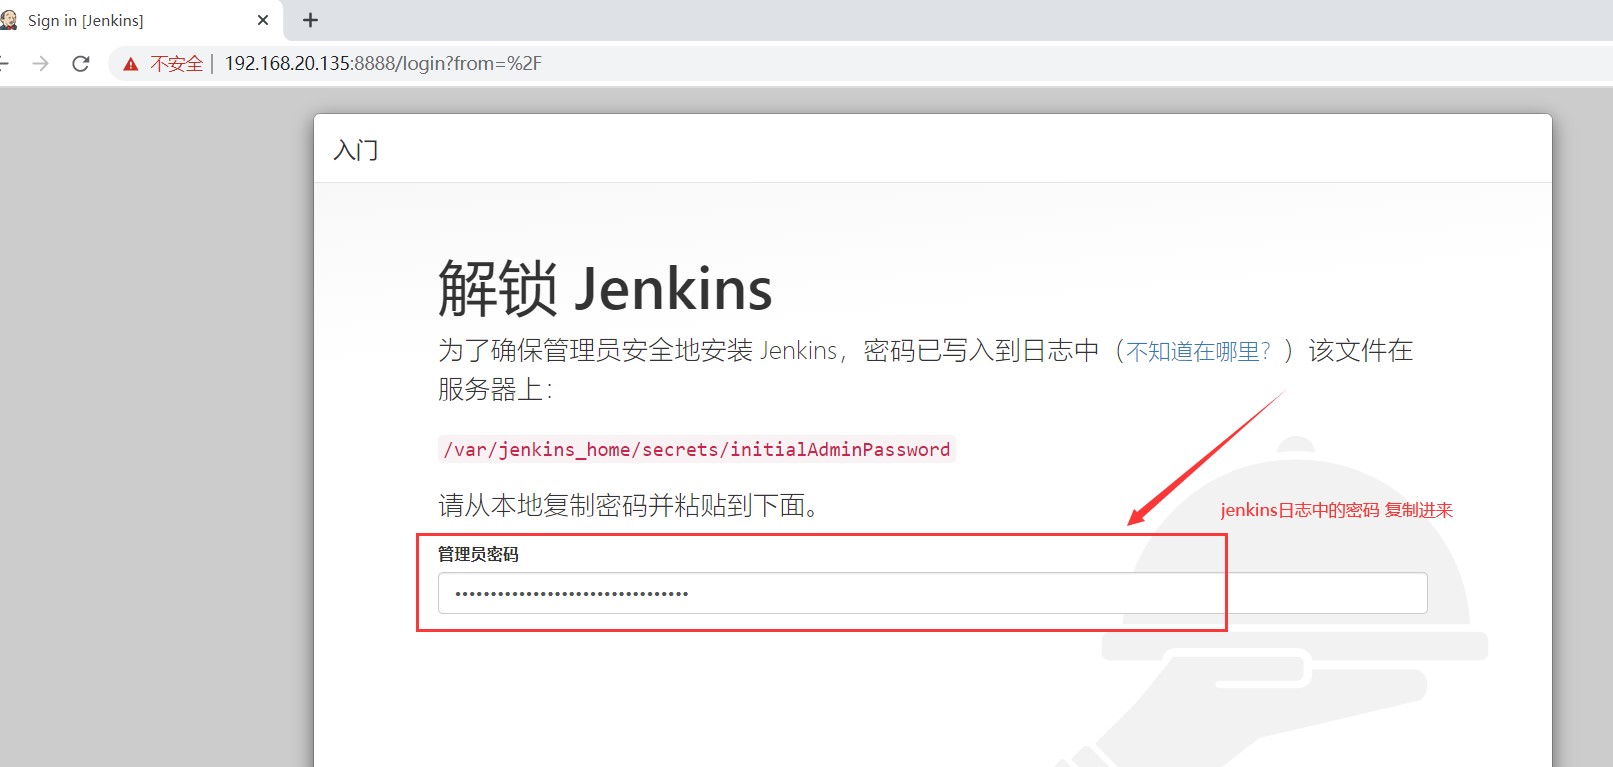 Sign in [Jenkins]
不安全 | 192.168.20.135:8888/login?from=%2F
入门
解锁 Jenkins
为了确保管理员安全地安装 Jenkins，密码已写入到日志中（不知道在哪里？）该文件在
服务器上：
/var/jenkins_home/secrets/initialAdminPassword
请从本地复制密码并粘贴到下面。
jenkins日志中的密码 复制进来
管理员密码